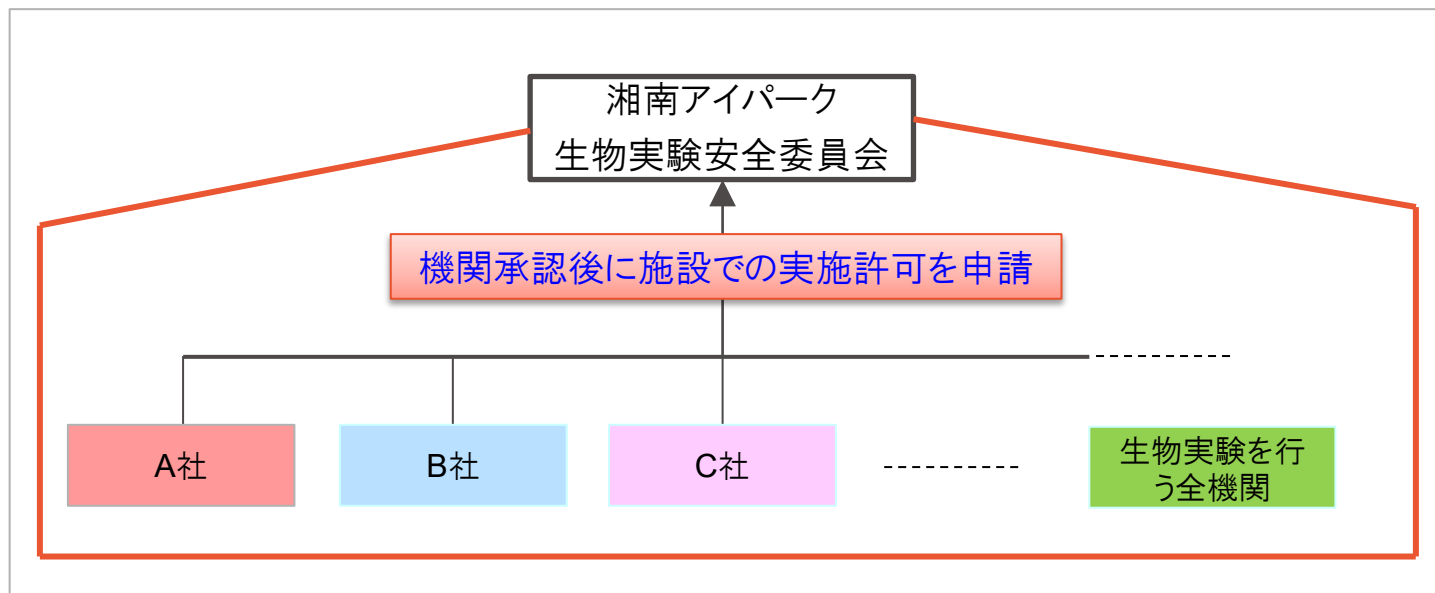 湘南アイパーク
生物実験安全委員会
機関承認後に施設での実施許可を申請
A社
B社
C社
生物実験を行
う全機関